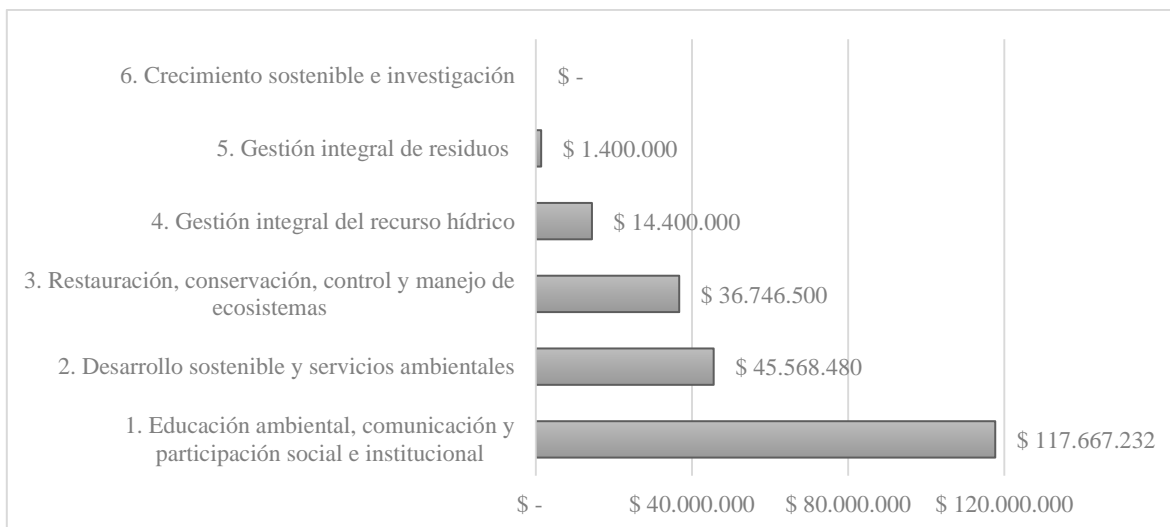 6. Crecimiento sostenible e investigación
$ -
5. Gestión integral de residuos
$ 1.400.000
4. Gestión integral del recurso hídrico
$ 14.400.000
3. Restauración, conservación, control y manejo de
ecosistemas
$ 36.746.500
2. Desarrollo sostenible y servicios ambientales
$ 45.568.480
1. Educación ambiental, comunicación y
participación social e institucional
$ 117.667.232
$ - $ 40.000.000 $ 80.000.000 $ 120.000.000